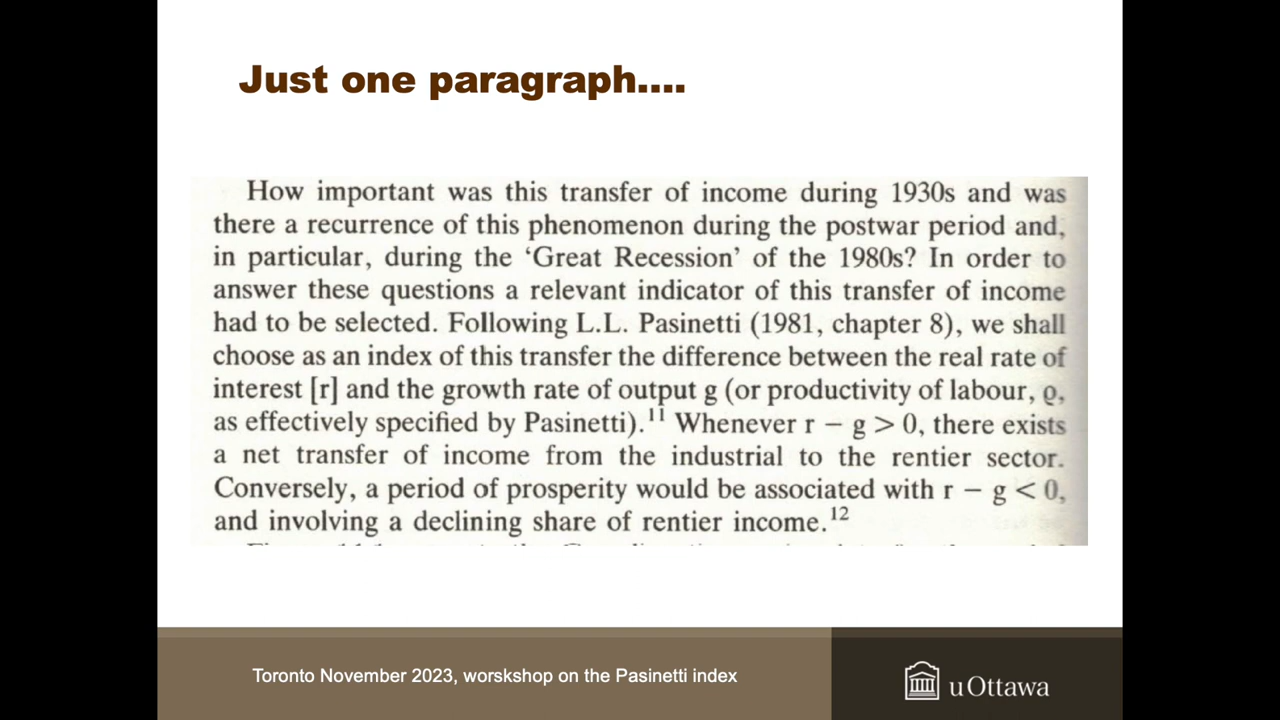 Just one paragraph....
How important was this transfer of income during 1930s and was
there a recurrence of this phenomenon during the postwar period and,
in particular, during the ‘Great Recession’ of the 1980s? In order to
answer these questions a relevant indicator of this transfer of income
had to be selected. Following L.L. Pasinetti (1981, chapter 8), we shall
choose as an index of this transfer the difference between the real rate of
interest [r] and the growth rate of output g (or productivity of labour, ϱ,
as effectively specified by Pasinetti).11 Whenever r − g > 0, there exists
a net transfer of income from the industrial to the rentier sector.
Conversely, a period of prosperity would be associated with r − g < 0,
and involving a declining share of rentier income.12
Toronto November 2023, worskshop on the Pasinetti index
uOttawa